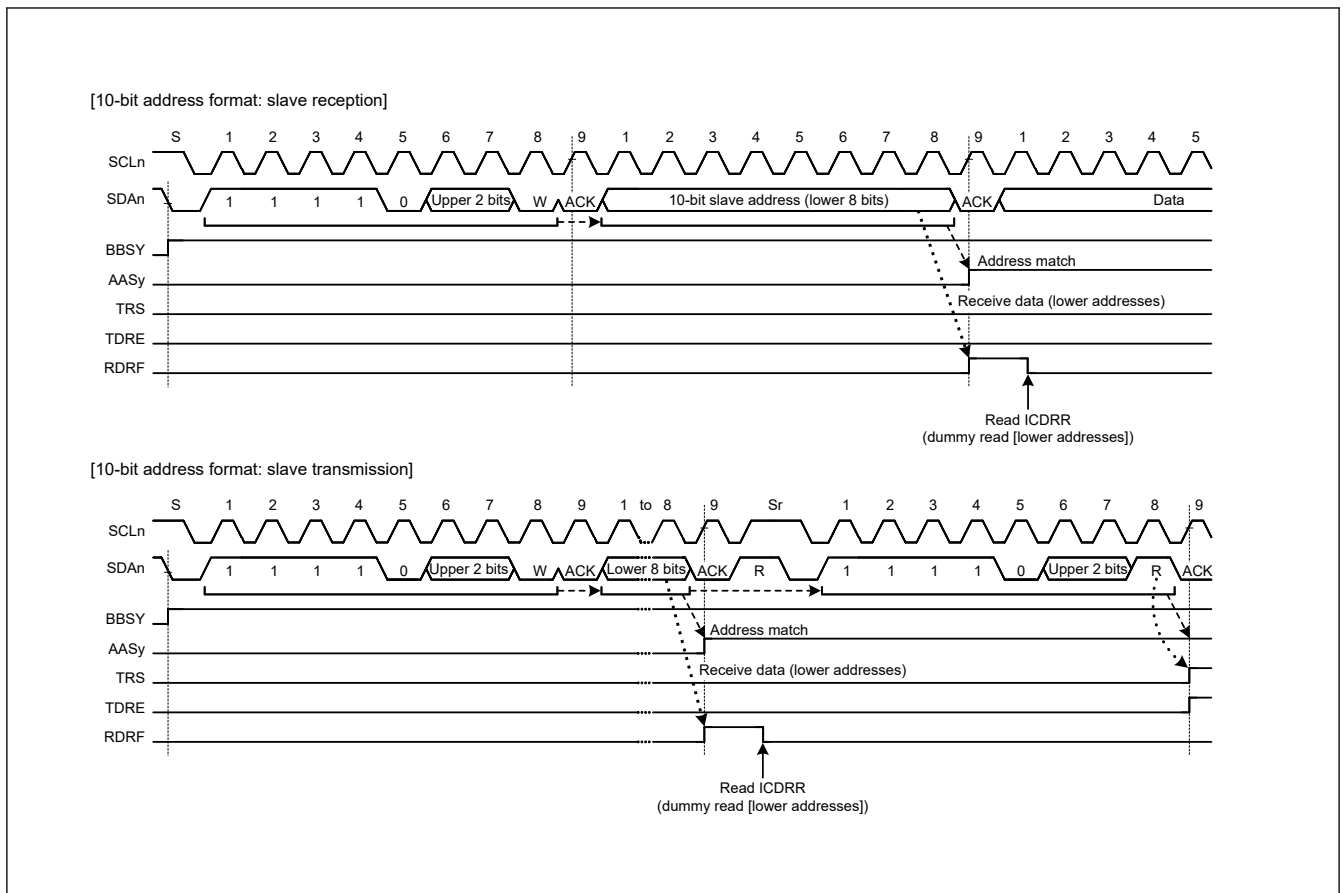 [10-bit address format: slave reception]
S 1 2 3 4 5 6 7 8 9 1 2 3 4 5 6 7 8 9 1 2 3 4 5
SCLn
SDAn 1 1 1 1 0 Upper 2 bits W ACK 10-bit slave address (lower 8 bits) ACK Data
BBSY
Address match
AASy
Receive data (lower addresses)
TRS
TDRE
RDRF
Read ICDRR
(dummy read [lower addresses])
[10-bit address format: slave transmission]
S 1 2 3 4 5 6 7 8 9 1 to 8 9 Sr 1 2 3 4 5 6 7 8 9
SCLn
SDAn 1 1 1 1 0 Upper 2 bits W ACK Lower 8 bits ACK R 1 1 1 1 0 Upper 2 bits R ACK
BBSY
Address match
AASy
Receive data (lower addresses)
TRS
TDRE
RDRF
Read ICDRR
(dummy read [lower addresses])